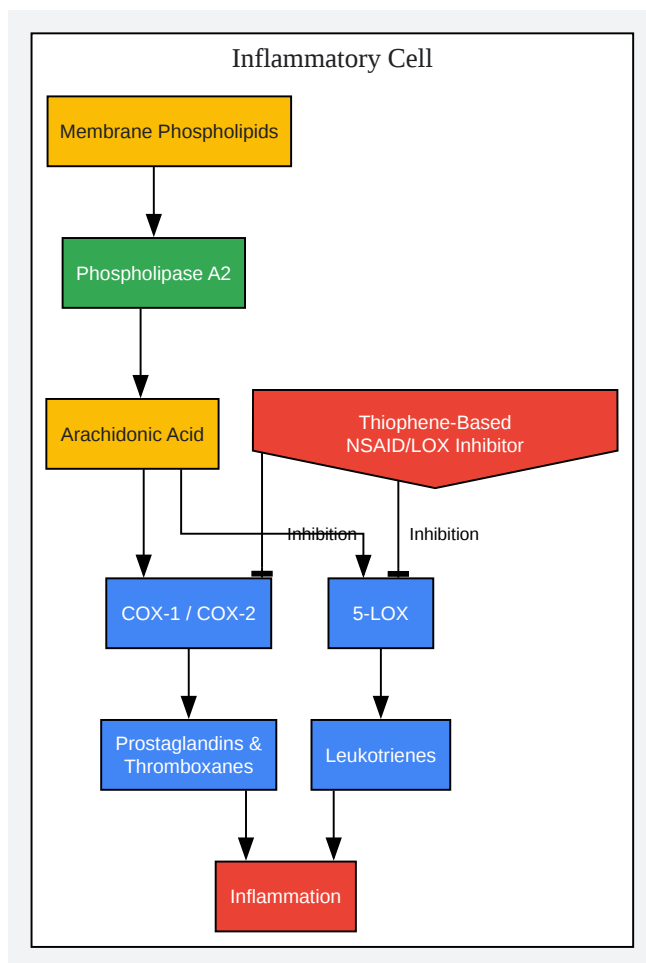 Inflammatory Cell
Membrane Phospholipids
Phospholipase A2
Arachidonic Acid
Thiophene-Based
NSAID/LOX Inhibitor
Inhibition
Inhibition
COX-1 / COX-2
5-LOX
Prostaglandins &
Thromboxanes
Leukotrienes
Inflammation